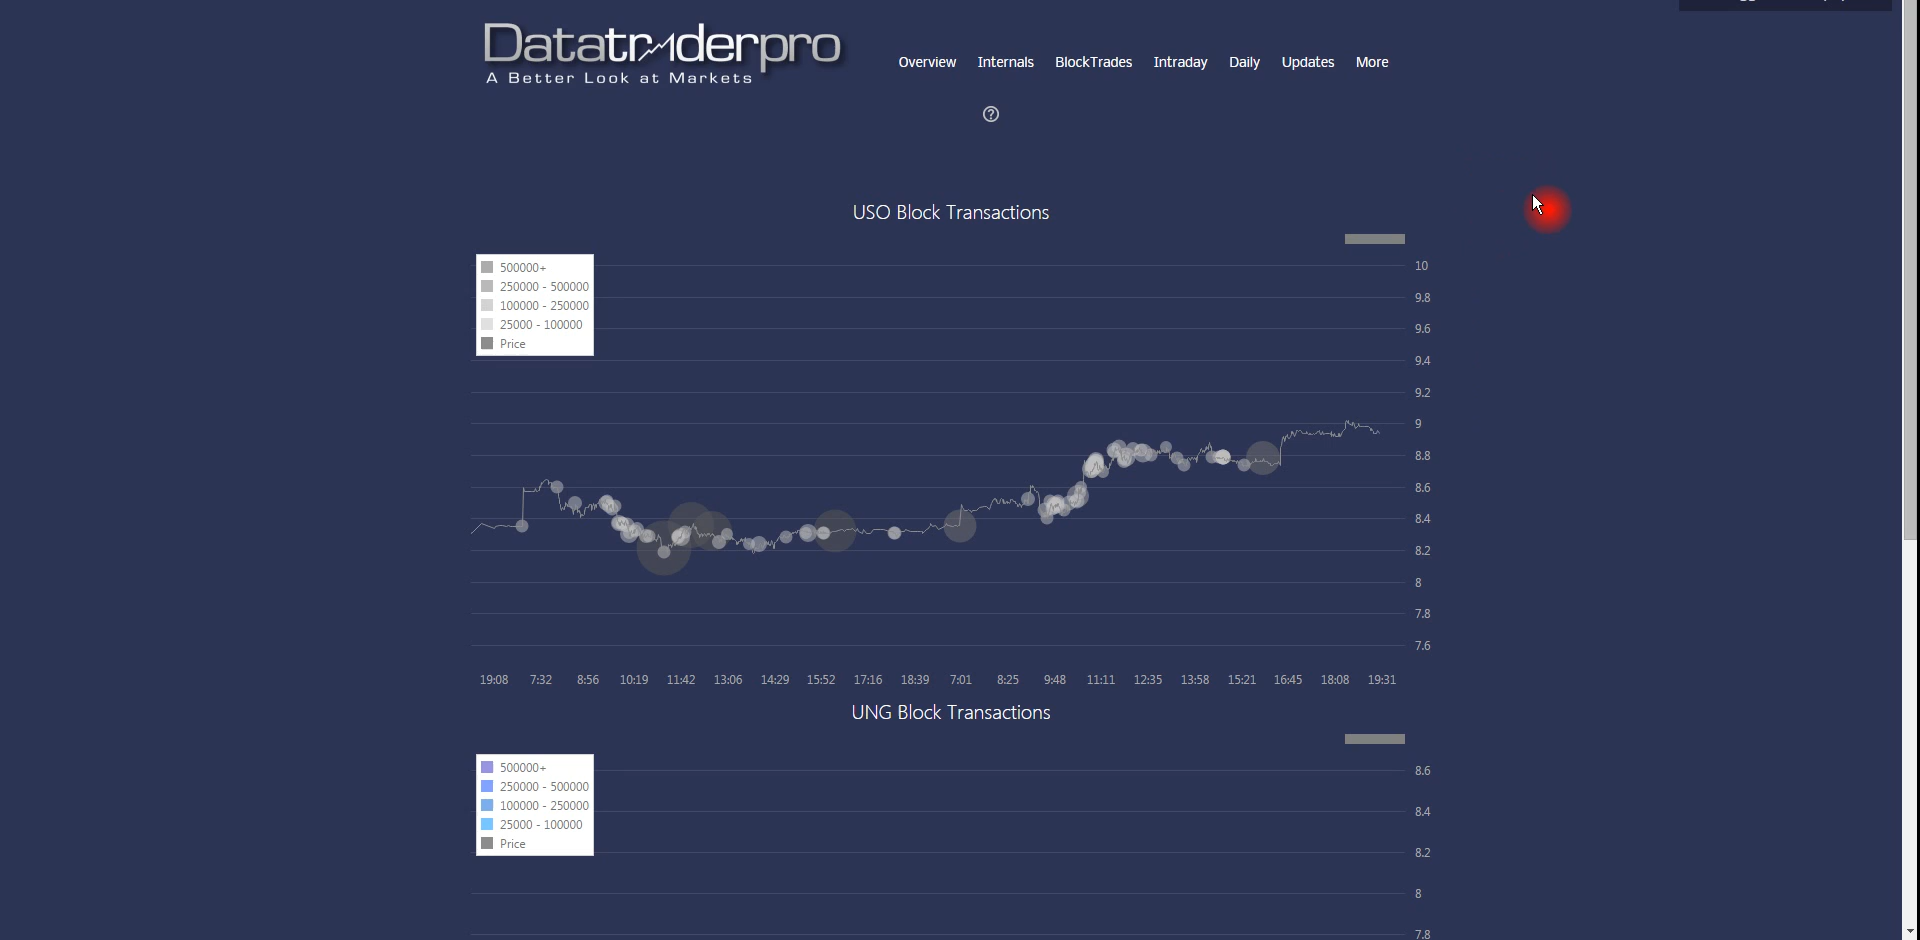 Datatraderpro
A Better Look at Markets
Overview Internals BlockTrades Intraday Daily Updates More
?
USO Block Transactions
500000+
250000 - 500000
100000 - 250000
25000 - 100000
Price
10
9.8
9.6
9.4
9.2
9
8.8
8.6
8.4
8.2
8
7.8
7.6
19:08 7:32 8:56 10:19 11:42 13:06 14:29 15:52 17:16 18:39 7:01 8:25 9:48 11:11 12:35 13:58 15:21 16:45 18:08 19:31
UNG Block Transactions
500000+
250000 - 500000
100000 - 250000
25000 - 100000
Price
8.6
8.4
8.2
8
7.8